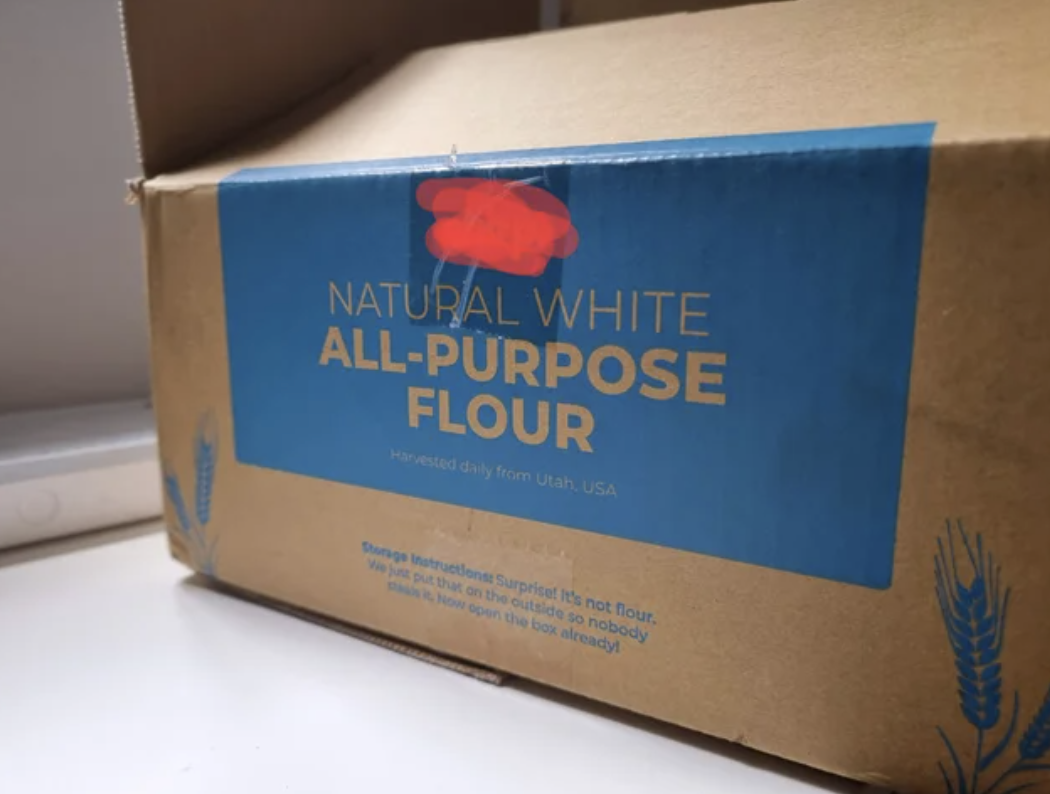 NATURAL WHITE
ALL-PURPOSE
FLOUR
Harvested daily from Utah, USA
Storage Instructions: Surprise! It's not flour.
We just put that on the outside so nobody
steals it. Now open the box already!